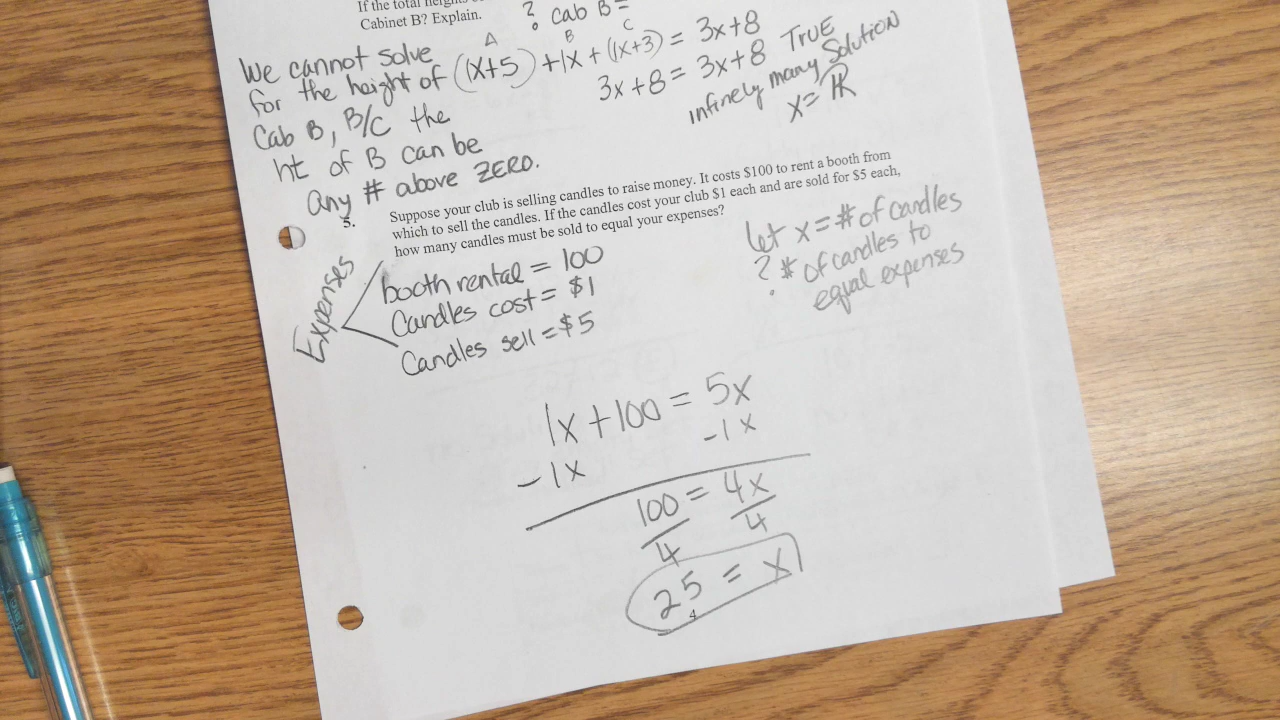 If the total heights
Cabinet B? Explain.
? Cab B =
We cannot solve
for the height of
Cab B, B/C the
ht of B can be
any # above ZERO.
A B C
(1x+5) + 1x + (1x+3) = 3x+8
3x+8 = 3x+8 TRUE
infinely many Solution
x = ℝ
5. Suppose your club is selling candles to raise money. It costs $100 to rent a booth from
which to sell the candles. If the candles cost your club $1 each and are sold for $5 each,
how many candles must be sold to equal your expenses?
Expenses
booth rental = 100
Candles cost = $1
Candles sell = $5
let x = # of candles
? # of candles to
equal expenses
1x + 100 = 5x
-1x -1x
100 = 4x
4 4
25 = x
4